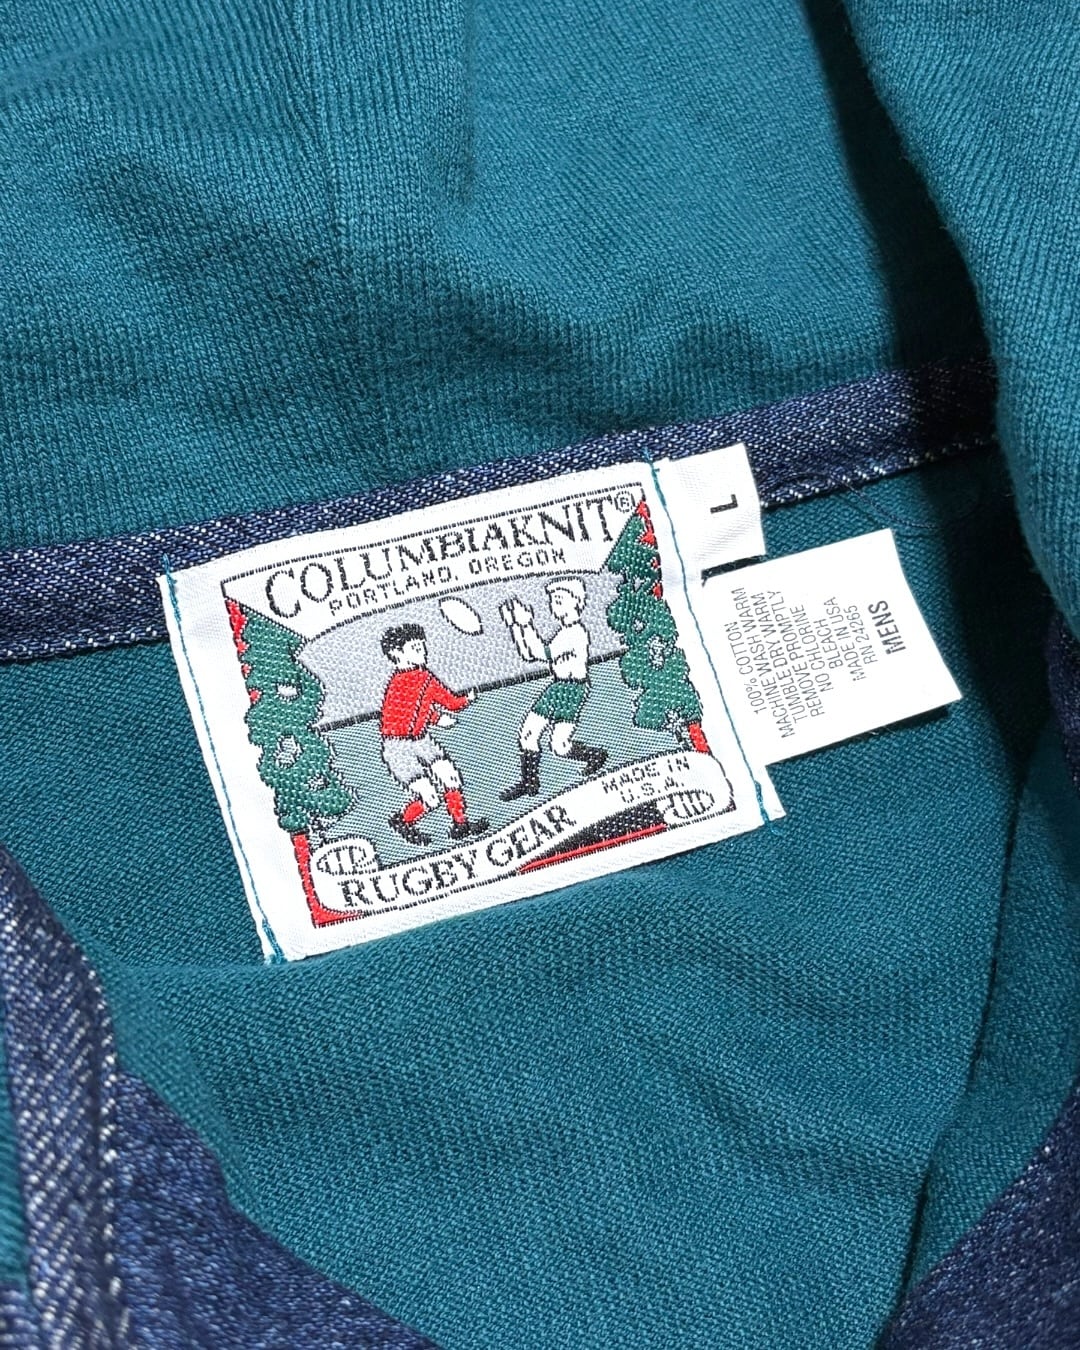 COLUMBIAKNIT®
PORTLAND, OREGON
MADE IN
U.S.A.
RUGBY GEAR
L
100% COTTON
MACHINE WASH WARM
TUMBLE DRY WARM
REMOVE PROMPTLY
NO CHLORINE
BLEACH
MADE IN USA
RN 24265
MENS